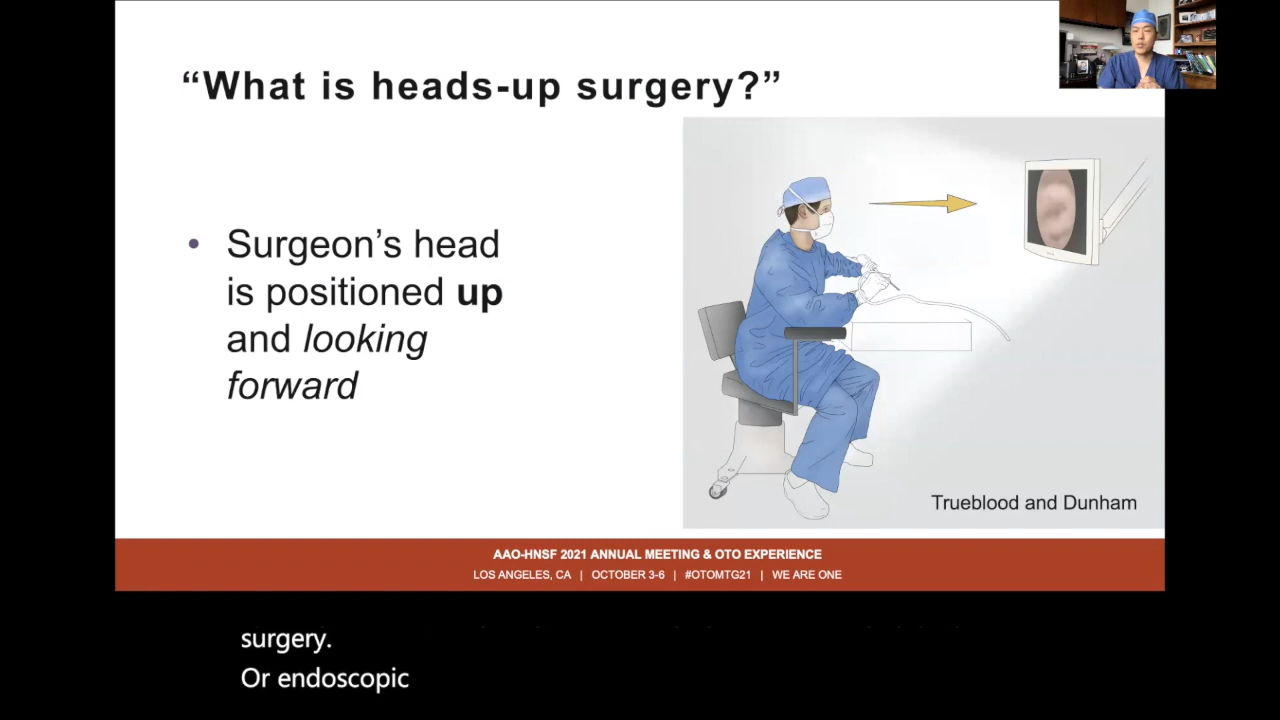 “What is heads-up surgery?”
• Surgeon’s head
is positioned up
and looking
forward
Trueblood and Dunham
AAO-HNSF 2021 ANNUAL MEETING & OTO EXPERIENCE
LOS ANGELES, CA | OCTOBER 3-6 | #OTOMTG21 | WE ARE ONE
surgery.
Or endoscopic